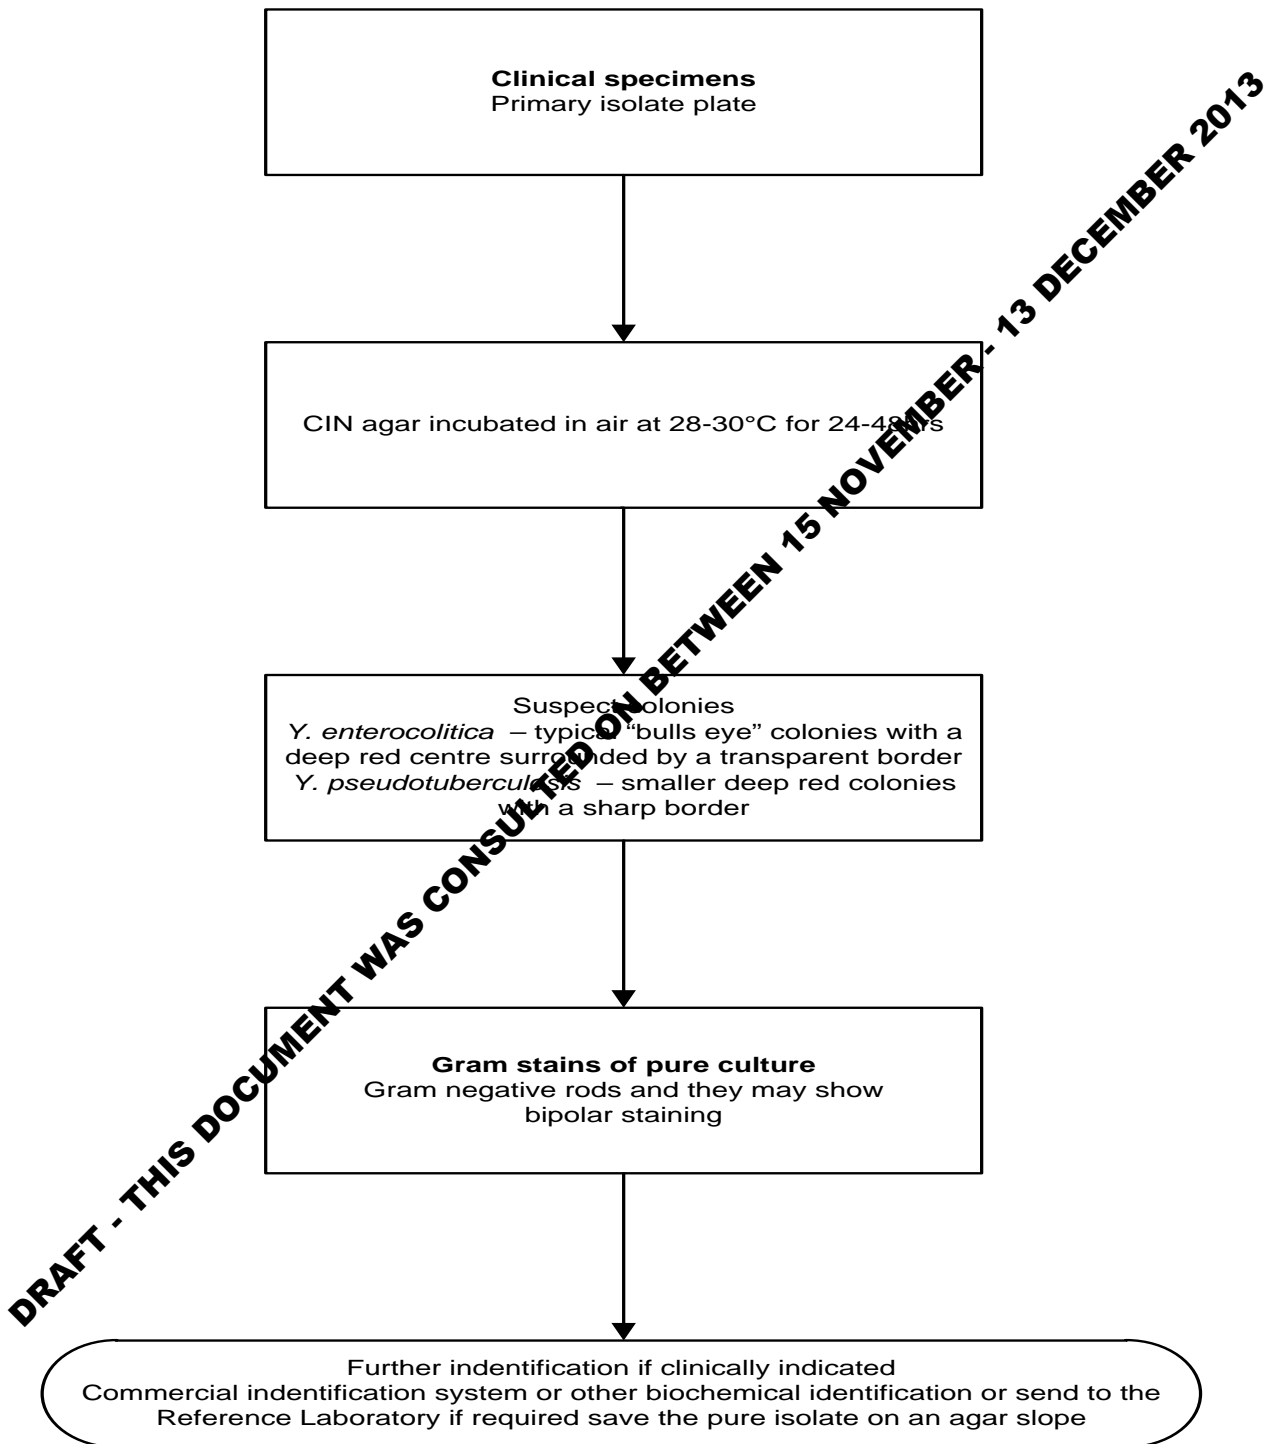 Clinical specimens
Primary isolate plate
CIN agar incubated in air at 28-30°C for 24-48hrs
Suspect colonies
Y. enterocolitica – typical “bulls eye” colonies with a
deep red centre surrounded by a transparent border
Y. pseudotuberculosis – smaller deep red colonies
with a sharp border
Gram stains of pure culture
Gram negative rods and they may show
bipolar staining
Further indentification if clinically indicated
Commercial indentification system or other biochemical identification or send to the
Reference Laboratory if required save the pure isolate on an agar slope
DRAFT - THIS DOCUMENT WAS CONSULTED ON BETWEEN 15 NOVEMBER - 13 DECEMBER 2013